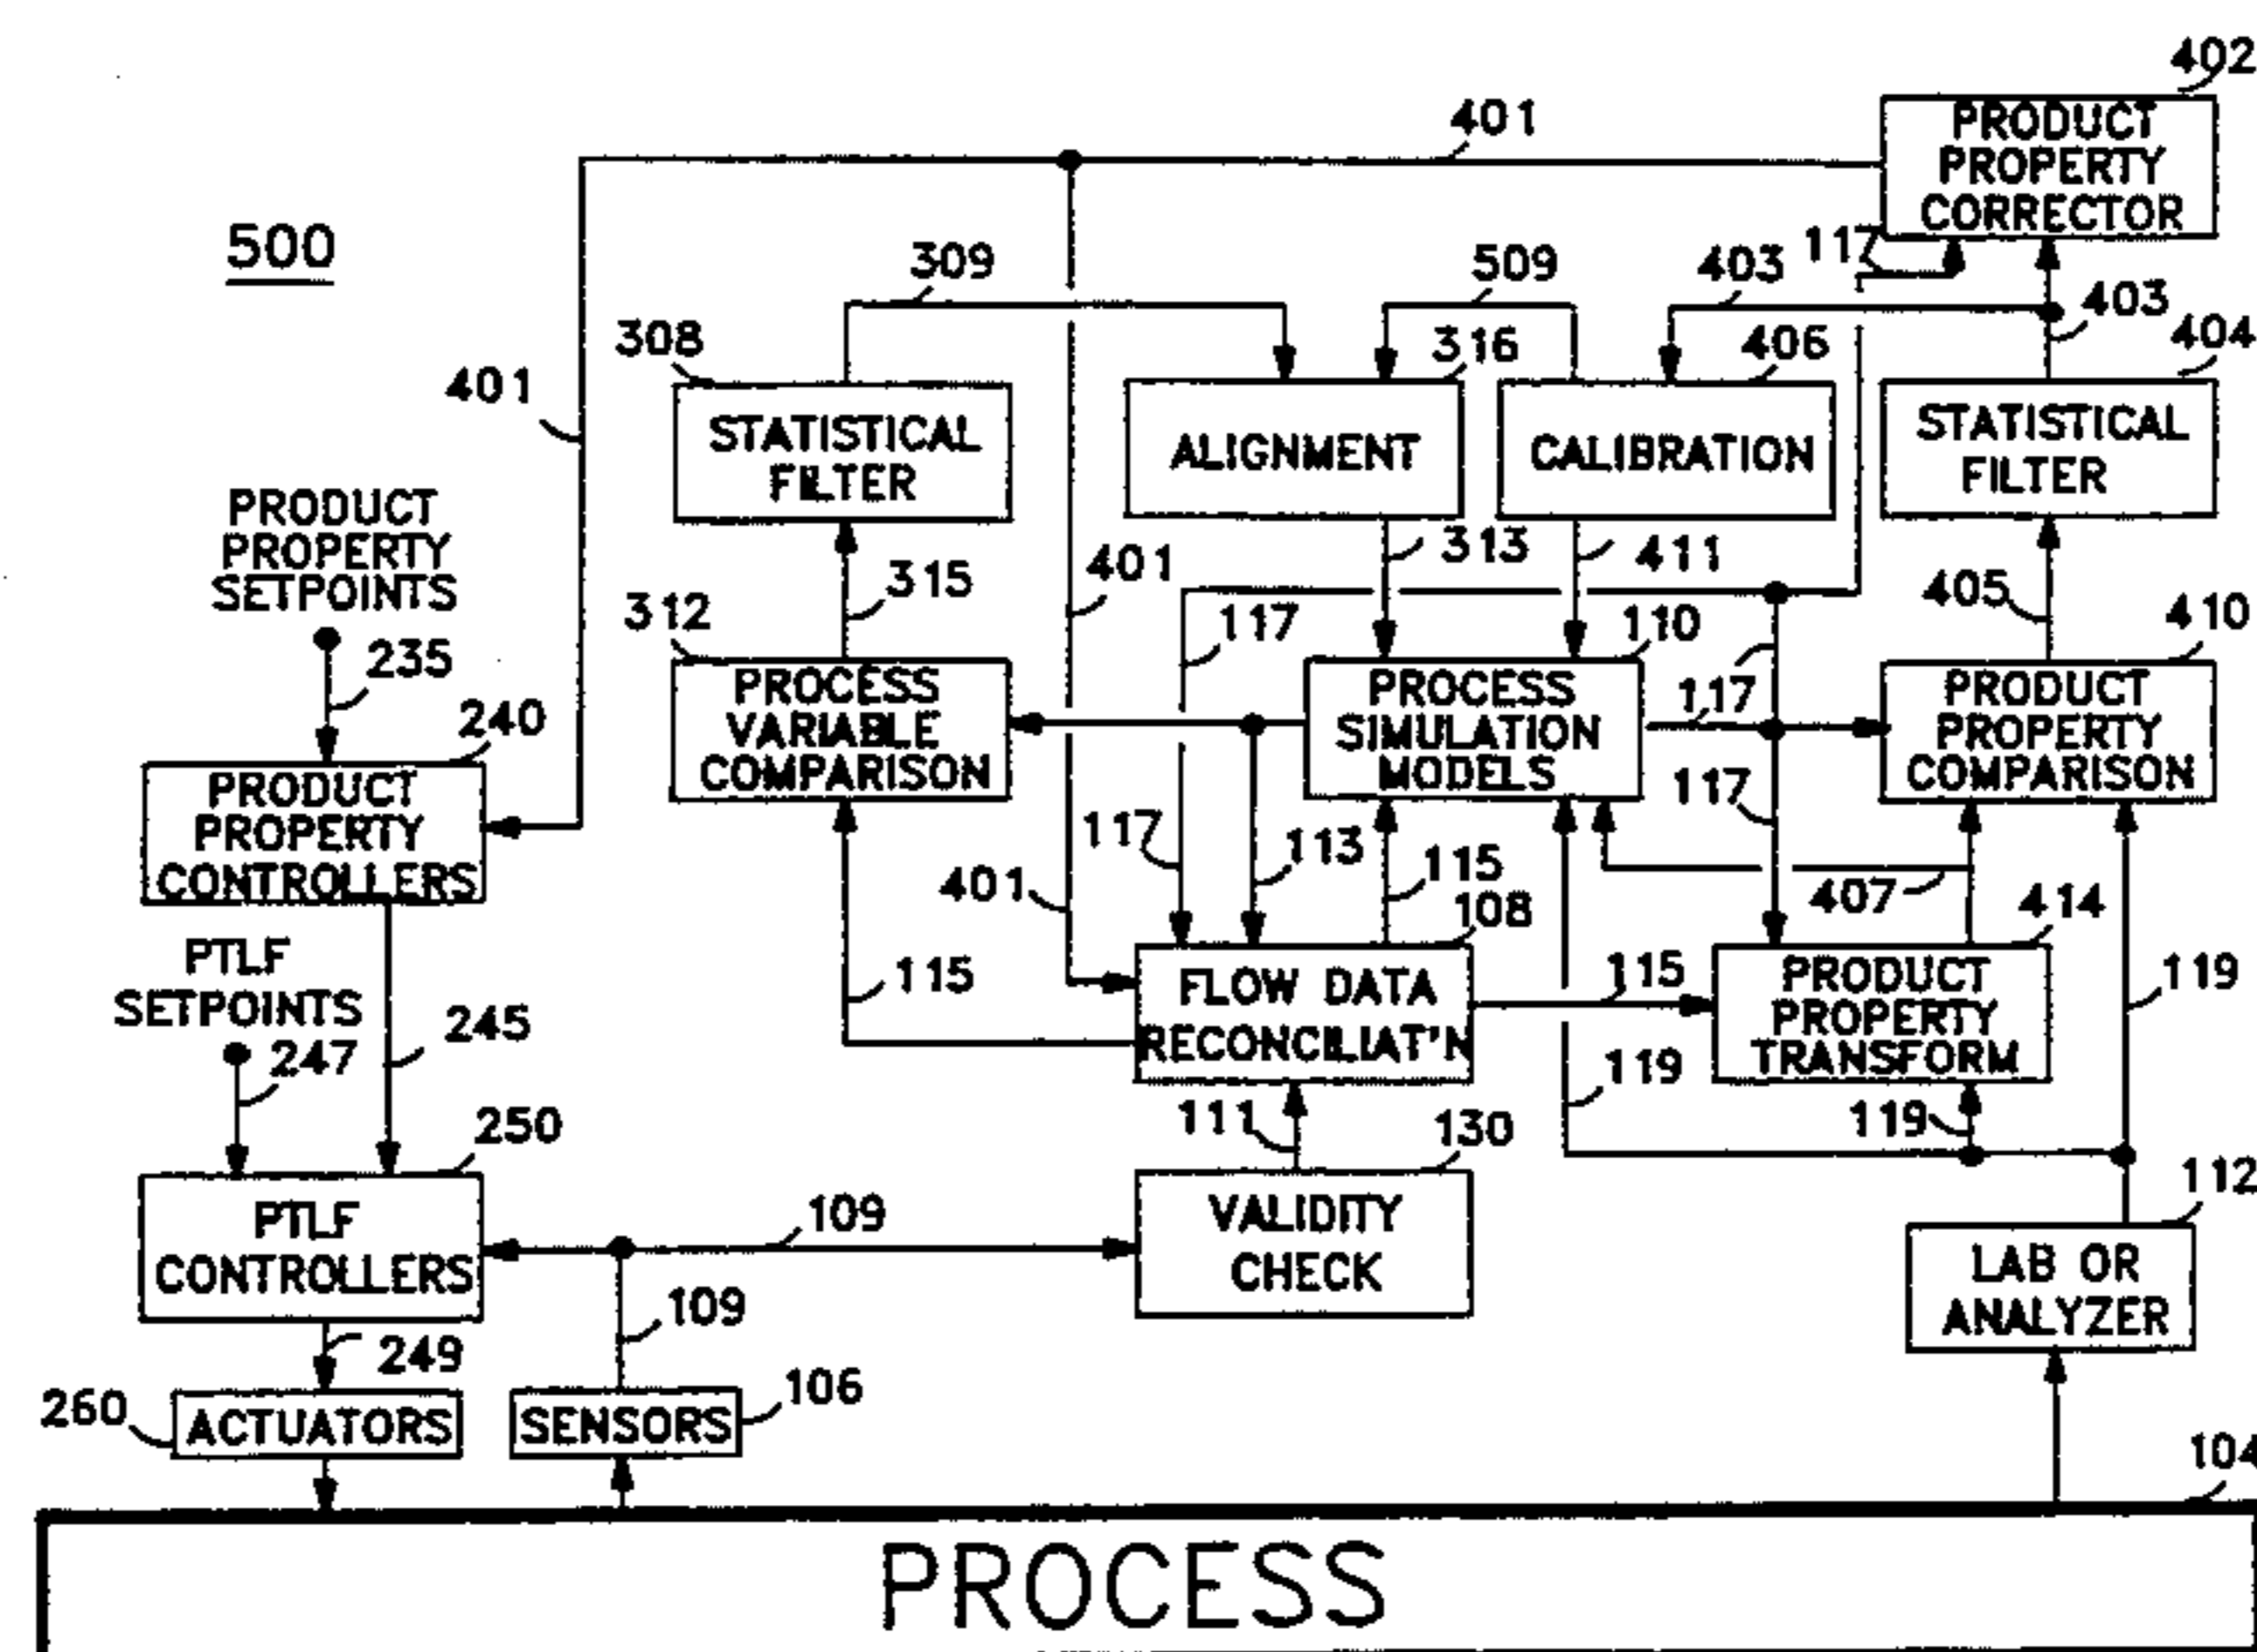 402
PRODUCT
PROPERTY
CORRECTOR
401
117
500
309
509
403
403
308
316
406
404
401
STATISTICAL
FILTER
ALIGNMENT
CALIBRATION
STATISTICAL
FILTER
PRODUCT
PROPERTY
SETPOINTS
315
401
313
411
405
312
117
110
410
235
PROCESS
VARIABLE
COMPARISON
PROCESS
SIMULATION
MODELS
117
PRODUCT
PROPERTY
COMPARISON
240
PRODUCT
PROPERTY
CONTROLLERS
117
117
113
401
115
108
407
414
PTLF
SETPOINTS
247
245
115
FLOW DATA
RECONCILIAT'N
115
PRODUCT
PROPERTY
TRANSFORM
119
119
119
250
111
130
112
PTLF
CONTROLLERS
109
VALIDITY
CHECK
LAB OR
ANALYZER
109
249
260
ACTUATORS
SENSORS
106
104
PROCESS